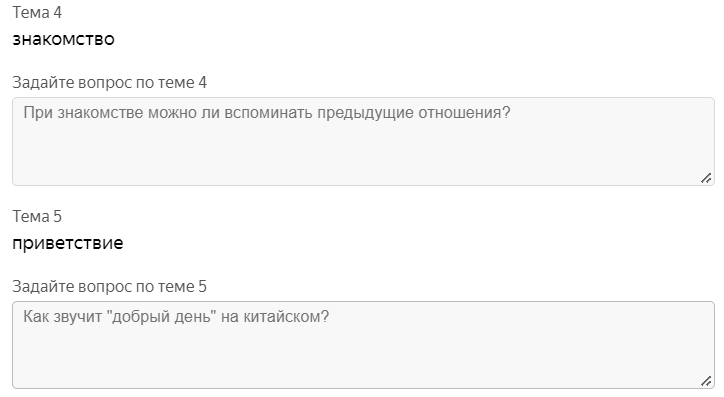 Тема 4
знакомство
Задайте вопрос по теме 4
При знакомстве можно ли вспоминать предыдущие отношения?
Тема 5
приветствие
Задайте вопрос по теме 5
Как звучит "добрый день" на китайском?